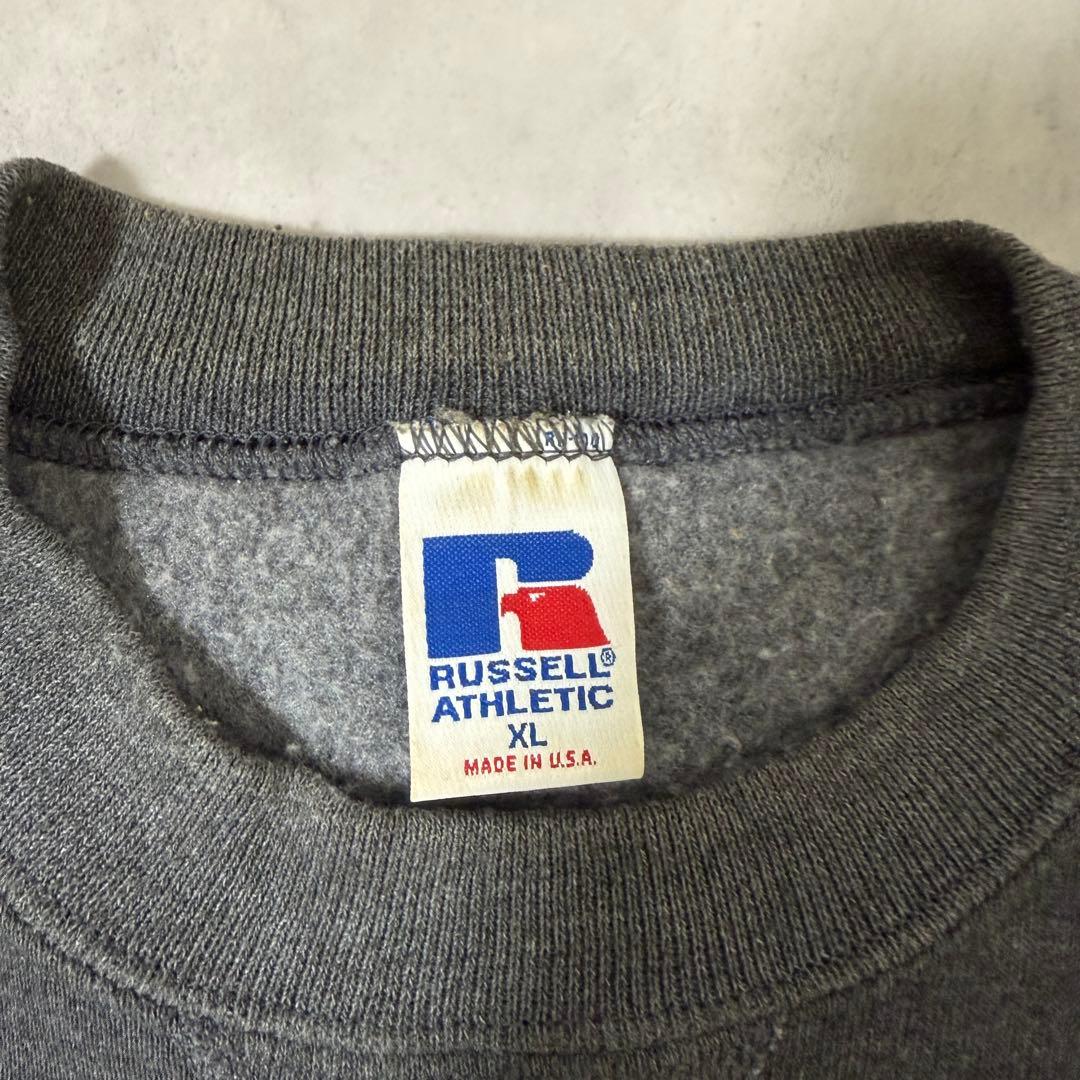 RUSSELL®
ATHLETIC
XL
MADE IN U.S.A.